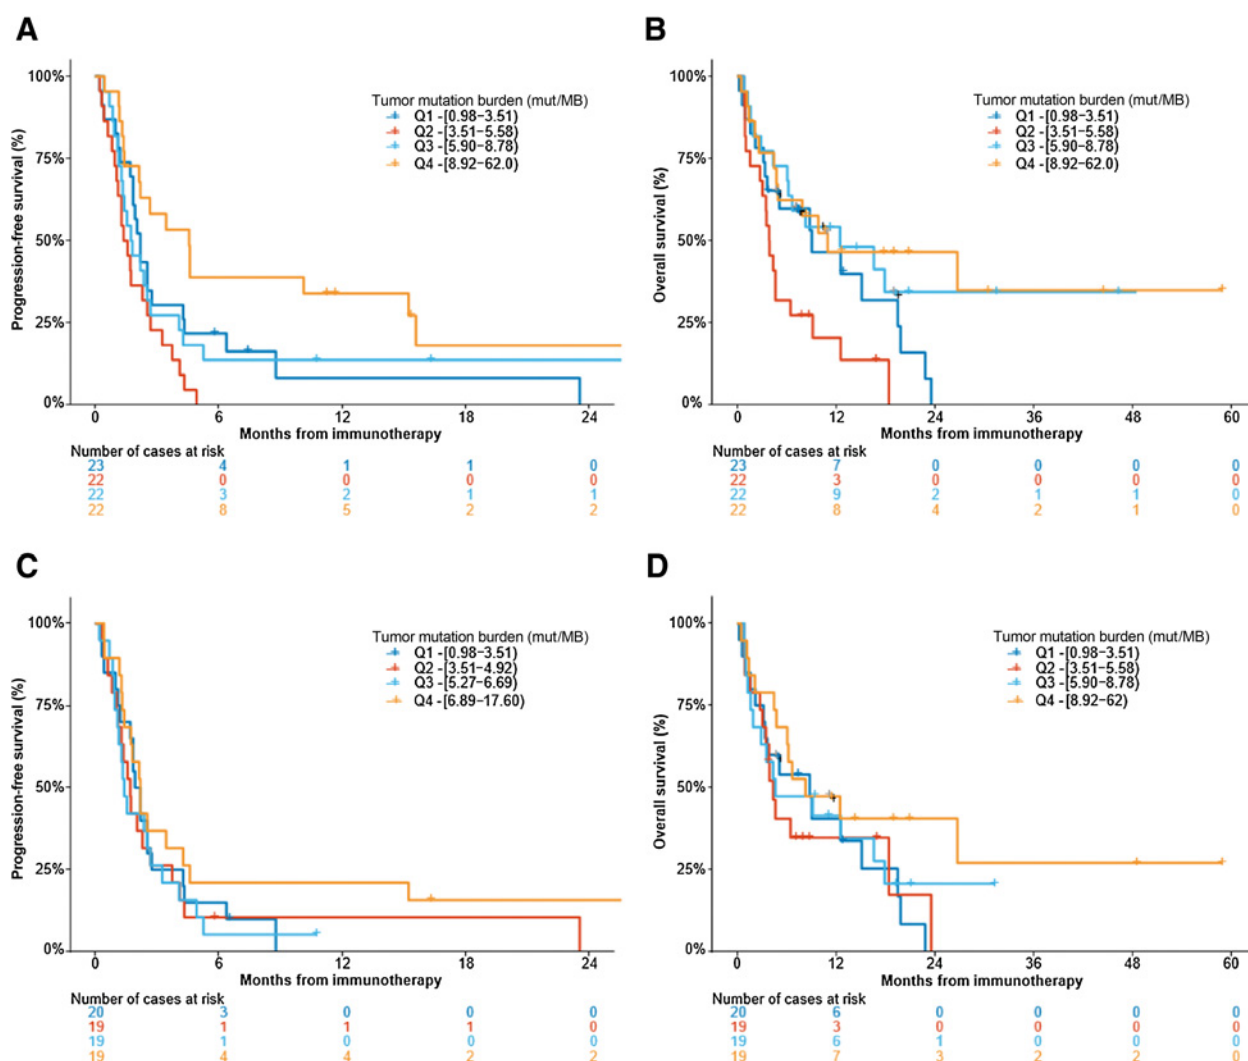 A
Progression-free survival (%)
100%
75%
50%
25%
0%
Tumor mutation burden (mut/MB)
Q1 -[0.98–3.51)
Q2 -[3.51–5.58)
Q3 -[5.90–8.78)
Q4 -[8.92–62.0)
0 6 12 18 24
Months from immunotherapy
Number of cases at risk
23 4 1 1 0
22 0 0 0 0
22 3 2 1 1
22 8 5 2 2
B
Overall survival (%)
100%
75%
50%
25%
0%
Tumor mutation burden (mut/MB)
Q1 -[0.98–3.51)
Q2 -[3.51–5.58)
Q3 -[5.90–8.78)
Q4 -[8.92–62.0)
0 12 24 36 48 60
Months from immunotherapy
Number of cases at risk
23 7 0 0 0 0
22 3 0 0 0 0
22 9 2 1 1 0
22 8 4 2 1 0
C
Progression-free survival (%)
100%
75%
50%
25%
0%
Tumor mutation burden (mut/MB)
Q1 -[0.98–3.51)
Q2 -[3.51–4.92)
Q3 -[5.27–6.69)
Q4 -[6.89–17.60)
0 6 12 18 24
Months from immunotherapy
Number of cases at risk
20 3 0 0 0
19 1 1 1 0
19 1 0 0 0
19 4 4 2 2
D
Overall survival (%)
100%
75%
50%
25%
0%
Tumor mutation burden (mut/MB)
Q1 -[0.98–3.51)
Q2 -[3.51–5.58)
Q3 -[5.90–8.78)
Q4 -[8.92–62)
0 12 24 36 48 60
Months from immunotherapy
Number of cases at risk
20 6 0 0 0 0
19 3 0 0 0 0
19 6 1 0 0 0
19 7 3 2 2 0